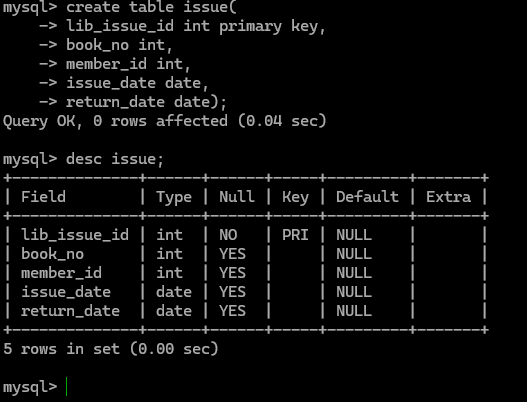 mysql> create table issue(
    -> lib_issue_id int primary key,
    -> book_no int,
    -> member_id int,
    -> issue_date date,
    -> return_date date);
Query OK, 0 rows affected (0.04 sec)

mysql> desc issue;
+--------------+------+------+-----+---------+-------+
| Field        | Type | Null | Key | Default | Extra |
+--------------+------+------+-----+---------+-------+
| lib_issue_id | int  | NO   | PRI | NULL    |       |
| book_no      | int  | YES  |     | NULL    |       |
| member_id    | int  | YES  |     | NULL    |       |
| issue_date   | date | YES  |     | NULL    |       |
| return_date  | date | YES  |     | NULL    |       |
+--------------+------+------+-----+---------+-------+
5 rows in set (0.00 sec)

mysql>